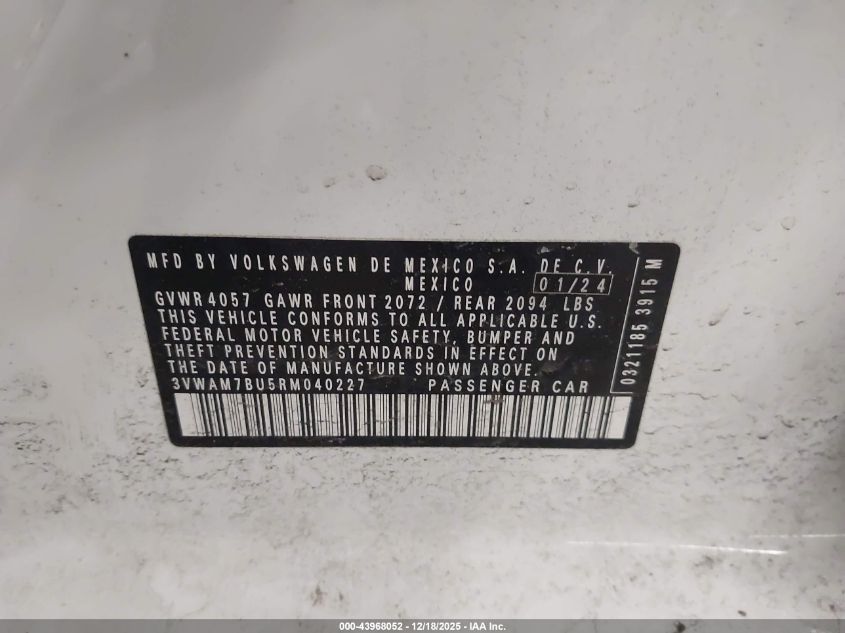 MFD BY VOLKSWAGEN DE MEXICO S.A. DE C.V.
MEXICO 01/24
GVWR 4057 GAWR FRONT 2072 / REAR 2094 LBS
THIS VEHICLE CONFORMS TO ALL APPLICABLE U.S.
FEDERAL MOTOR VEHICLE SAFETY, BUMPER AND
THEFT PREVENTION STANDARDS IN EFFECT ON
THE DATE OF MANUFACTURE SHOWN ABOVE.
3VWAM7BU5RM040227 PASSENGER CAR
0321185 3915 M
000-43968052 - 12/18/2025 - IAA Inc.